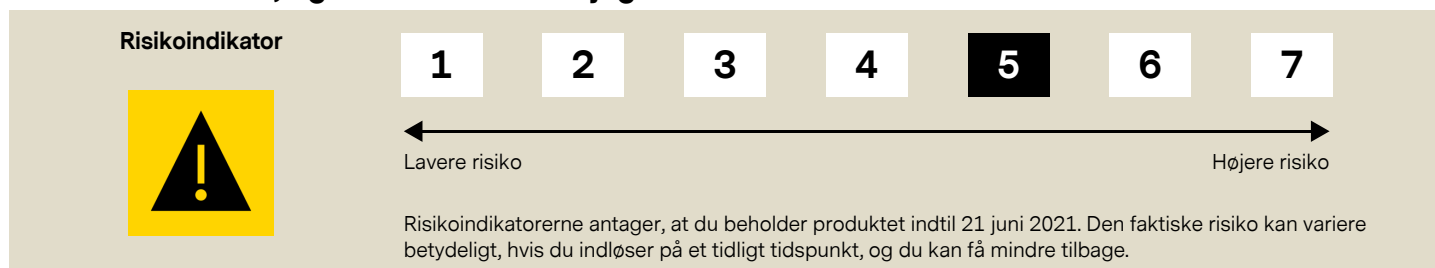 Risikoindikator
1 2 3 4 5 6 7
Lavere risiko Højere risiko
Risikoindikatorerne antager, at du beholder produktet indtil 21 juni 2021. Den faktiske risiko kan variere
betydeligt, hvis du indløser på et tidligt tidspunkt, og du kan få mindre tilbage.